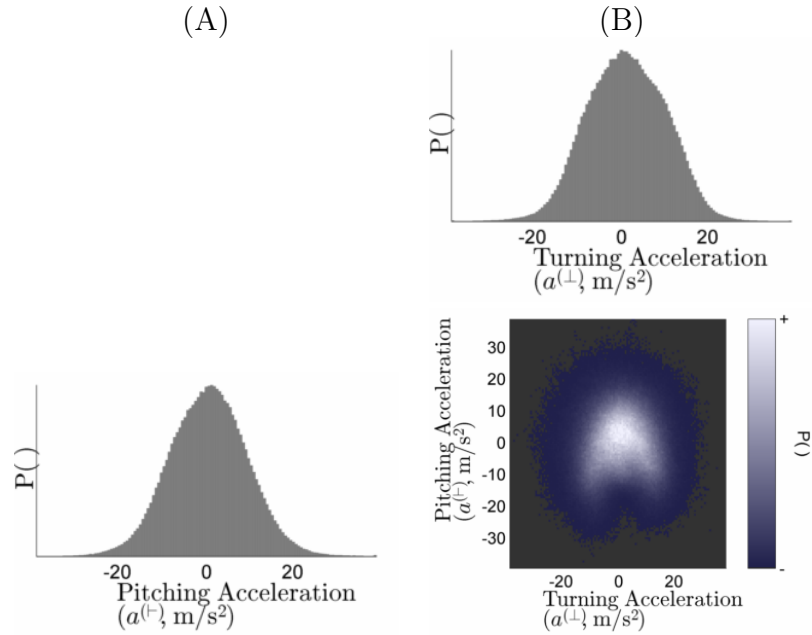 (A)
(B)
P( )
-20 0 20
Turning Acceleration
(a^(⊥), m/s²)
P( )
-20 0 20
Pitching Acceleration
(a^(⊢), m/s²)
Pitching Acceleration
(a^(⊢), m/s²)
30
20
10
0
-10
-20
-30
-20 0 20
Turning Acceleration
(a^(⊥), m/s²)
+
P()
-